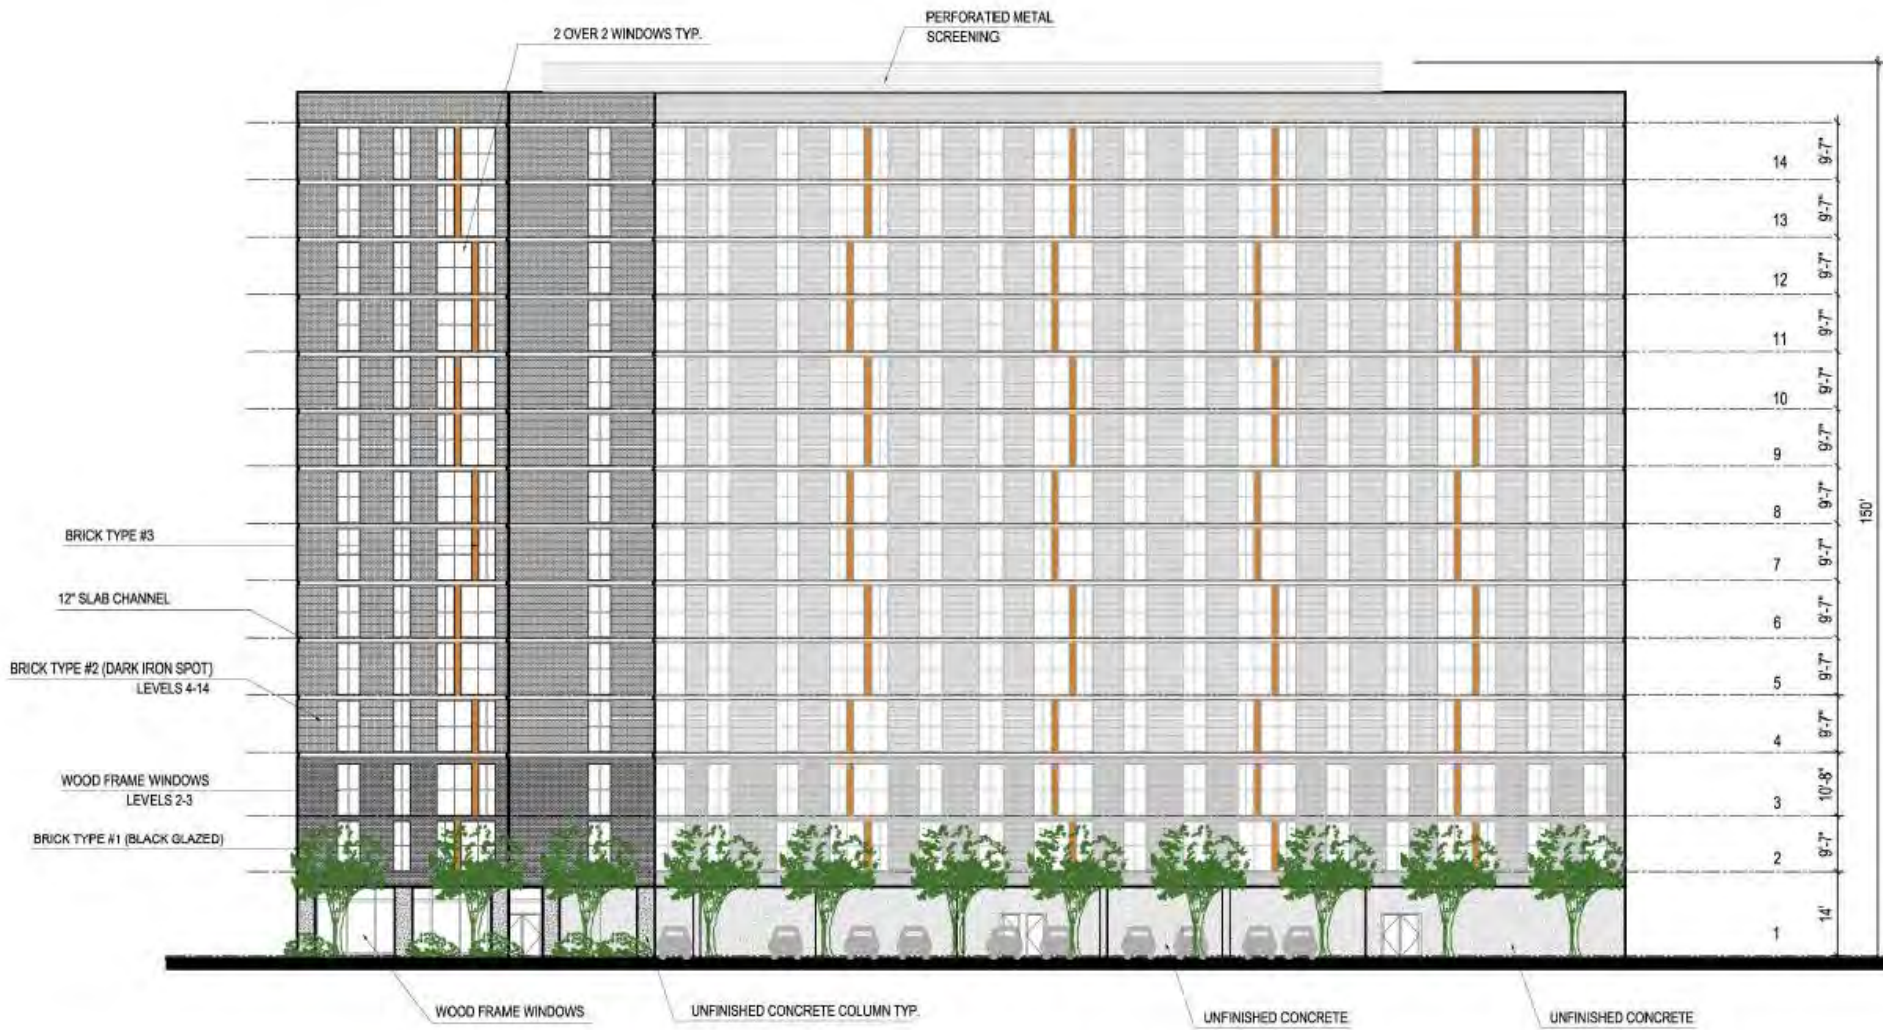 PERFORATED METAL
SCREENING
2 OVER 2 WINDOWS TYP.
14 9'-7"
13 9'-7"
12 9'-7"
11 9'-7"
10 9'-7"
9 9'-7"
8 9'-7"
150'
BRICK TYPE #3
7 9'-7"
12" SLAB CHANNEL
6 9'-7"
BRICK TYPE #2 (DARK IRON SPOT)
LEVELS 4-14
5 9'-7"
4 9'-7"
WOOD FRAME WINDOWS
LEVELS 2-3
3 10'-8"
BRICK TYPE #1 (BLACK GLAZED)
2 9'-7"
1 14'
WOOD FRAME WINDOWS
UNFINISHED CONCRETE COLUMN TYP.
UNFINISHED CONCRETE
UNFINISHED CONCRETE